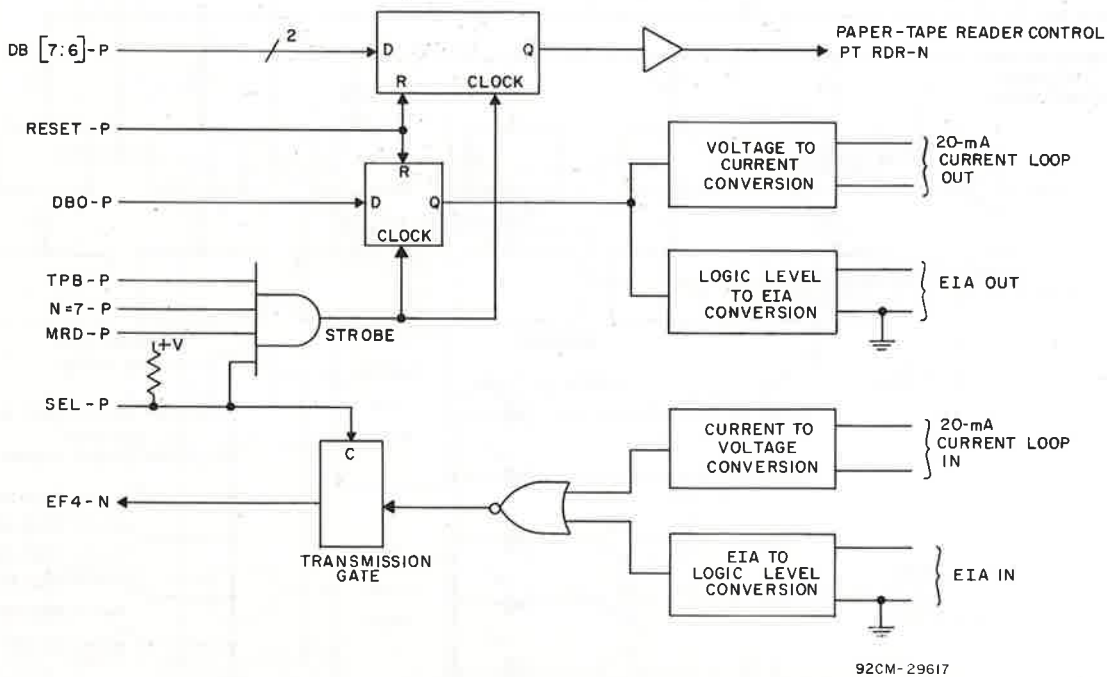 DB [7:6]-P
2
D
Q
R
CLOCK
PAPER-TAPE READER CONTROL
PT RDR-N
RESET-P
R
D
Q
CLOCK
DB0-P
VOLTAGE TO
CURRENT
CONVERSION
20-mA
CURRENT LOOP
OUT
TPB-P
N=7-P
MRD-P
STROBE
LOGIC LEVEL
TO EIA
CONVERSION
EIA OUT
+V
SEL-P
C
CURRENT TO
VOLTAGE
CONVERSION
20-mA
CURRENT LOOP
IN
EF4-N
TRANSMISSION
GATE
EIA TO
LOGIC LEVEL
CONVERSION
EIA IN
92CM-29617